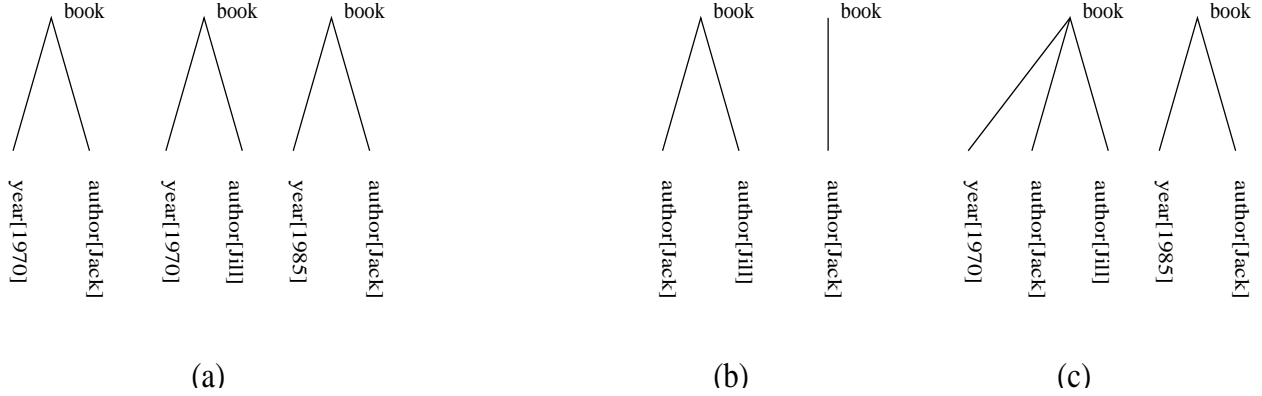 book
book
book
book
book
book
book
year[1970]
author[Jack]
year[1970]
author[Jill]
year[1985]
author[Jack]
author[Jack]
author[Jill]
author[Jack]
year[1970]
author[Jack]
author[Jill]
year[1985]
author[Jack]
(a)
(b)
(c)